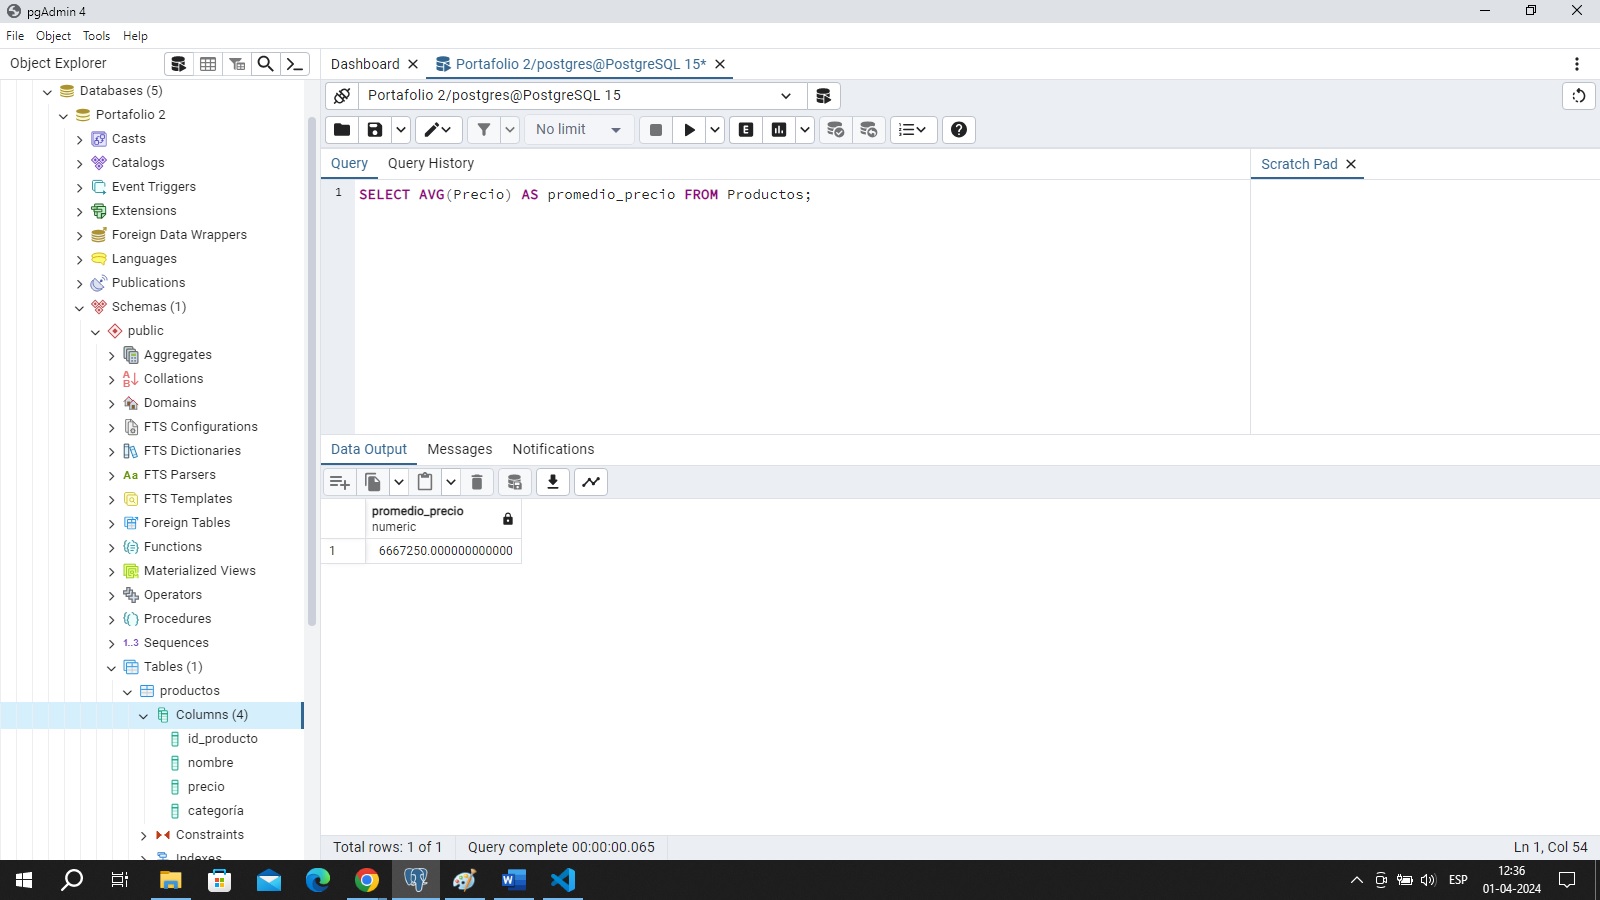 pgAdmin 4
File Object Tools Help
Object Explorer
Dashboard
Portafolio 2/postgres@PostgreSQL 15*
Databases (5)
Portafolio 2
Casts
Catalogs
Event Triggers
Extensions
Foreign Data Wrappers
Languages
Publications
Schemas (1)
public
Aggregates
Collations
Domains
FTS Configurations
FTS Dictionaries
Aa FTS Parsers
FTS Templates
Foreign Tables
Functions
Materialized Views
Operators
Procedures
1..3 Sequences
Tables (1)
productos
Columns (4)
id_producto
nombre
precio
categoría
Constraints
Indexes
Portafolio 2/postgres@PostgreSQL 15
No limit
E
Query Query History
Scratch Pad
1 SELECT AVG(Precio) AS promedio_precio FROM Productos;
Data Output Messages Notifications
promedio_precio
numeric
1 6667250.000000000000
Total rows: 1 of 1 Query complete 00:00:00.065 Ln 1, Col 54
ESP
12:36
01-04-2024